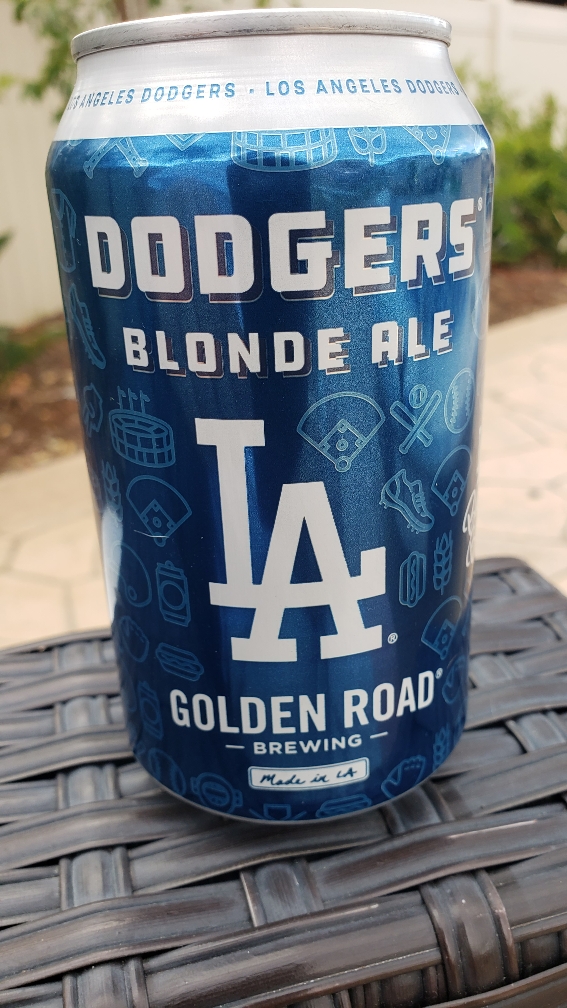 S ANGELES DODGERS · LOS ANGELES DODGERS
DODGERS®
BLONDE ALE
LA®
GOLDEN ROAD®
— BREWING —
Made in LA